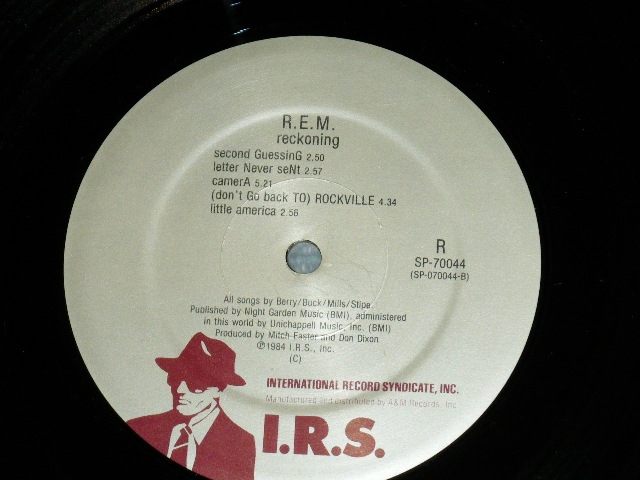 R.E.M.
reckoning
second GuessinG 2.50
letter Never seNt 2.57
camerA 5.21
(don't Go back TO) ROCKVILLE 4.34
little america 2.56
R
SP-70044
(SP-070044-B)
All songs by Berry/Buck/Mills/Stipe.
Published by Night Garden Music (BMI), administered
in this world by Unichappell Music, Inc. (BMI)
Produced by Mitch Easter and Don Dixon
℗1984 I.R.S., Inc.
(C)
INTERNATIONAL RECORD SYNDICATE, INC.
Manufactured and distributed by A&M Records, Inc.
I.R.S.